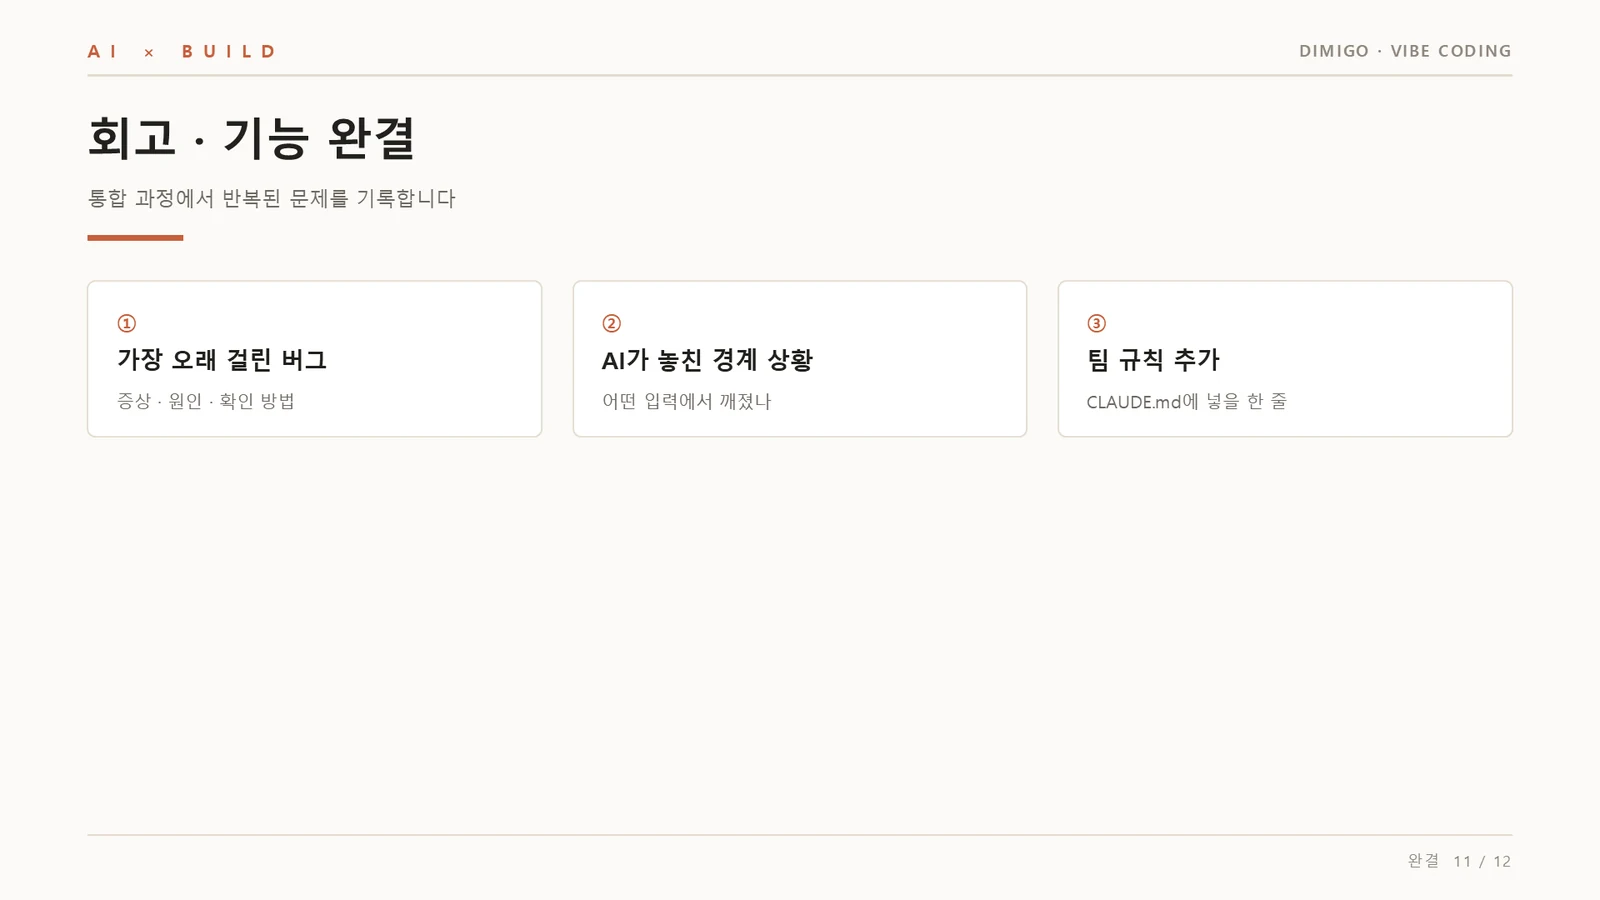 AI × BUILD
DIMIGO · VIBE CODING
회고 · 기능 완결
통합 과정에서 반복된 문제를 기록합니다
①
가장 오래 걸린 버그
증상 · 원인 · 확인 방법
②
AI가 놓친 경계 상황
어떤 입력에서 깨졌나
③
팀 규칙 추가
CLAUDE.md에 넣을 한 줄
완결 11 / 12